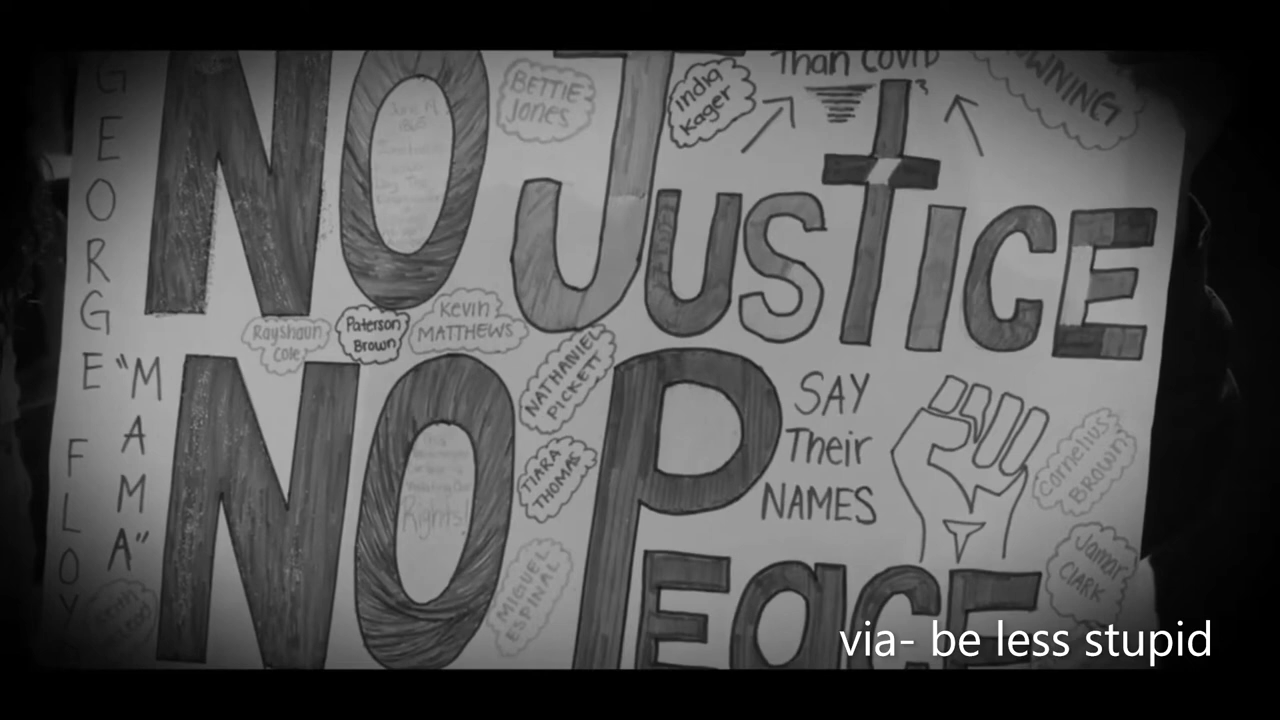 GEORGE FLOY
"MAMA"
NO JUSTICE
NO PEACE
BETTIE
Jones
India
Kager
Than COVID
WNING
Rayshaun
Cole
Paterson
Brown
Kevin
MATTHEWS
NATHANIEL
PICKETT
TIARA
THOMAS
MIGUEL
ESPINAL
SAY
Their
NAMES
Cornelius
BROWN
Jamar
CLARK
Rights!
via- be less stupid